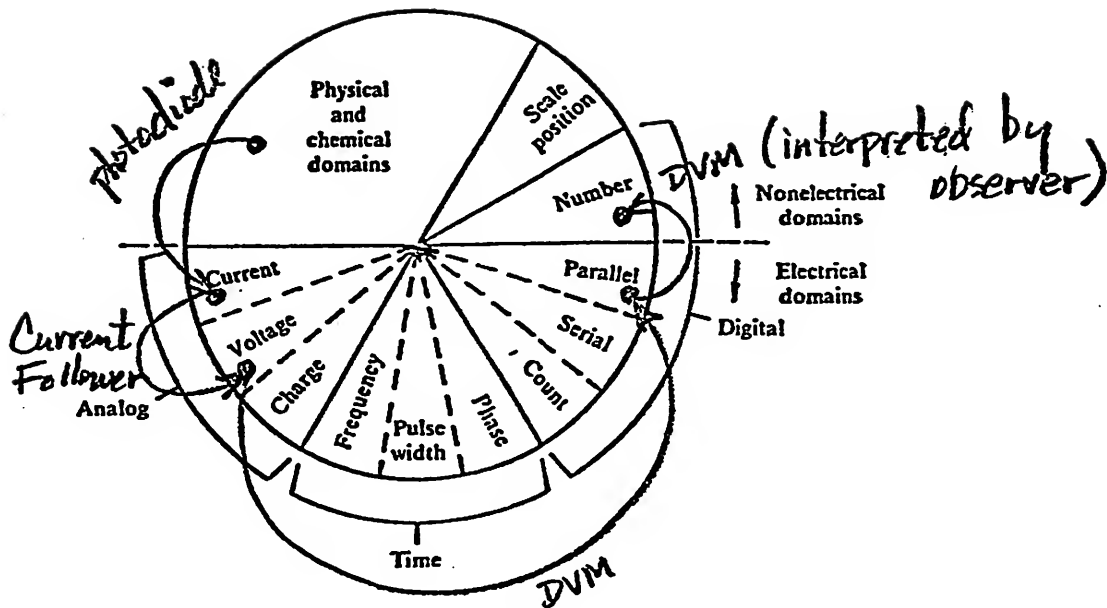 photodiode
Physical
and
chemical
domains
Scale
position
Number
DVM (interpreted by
observer)
Nonelectrical
domains
Electrical
domains
Digital
Current
Voltage
Charge
Frequency
Pulse
width
Phase
Count
Serial
Parallel
Current
Follower
Analog
Time
DVM